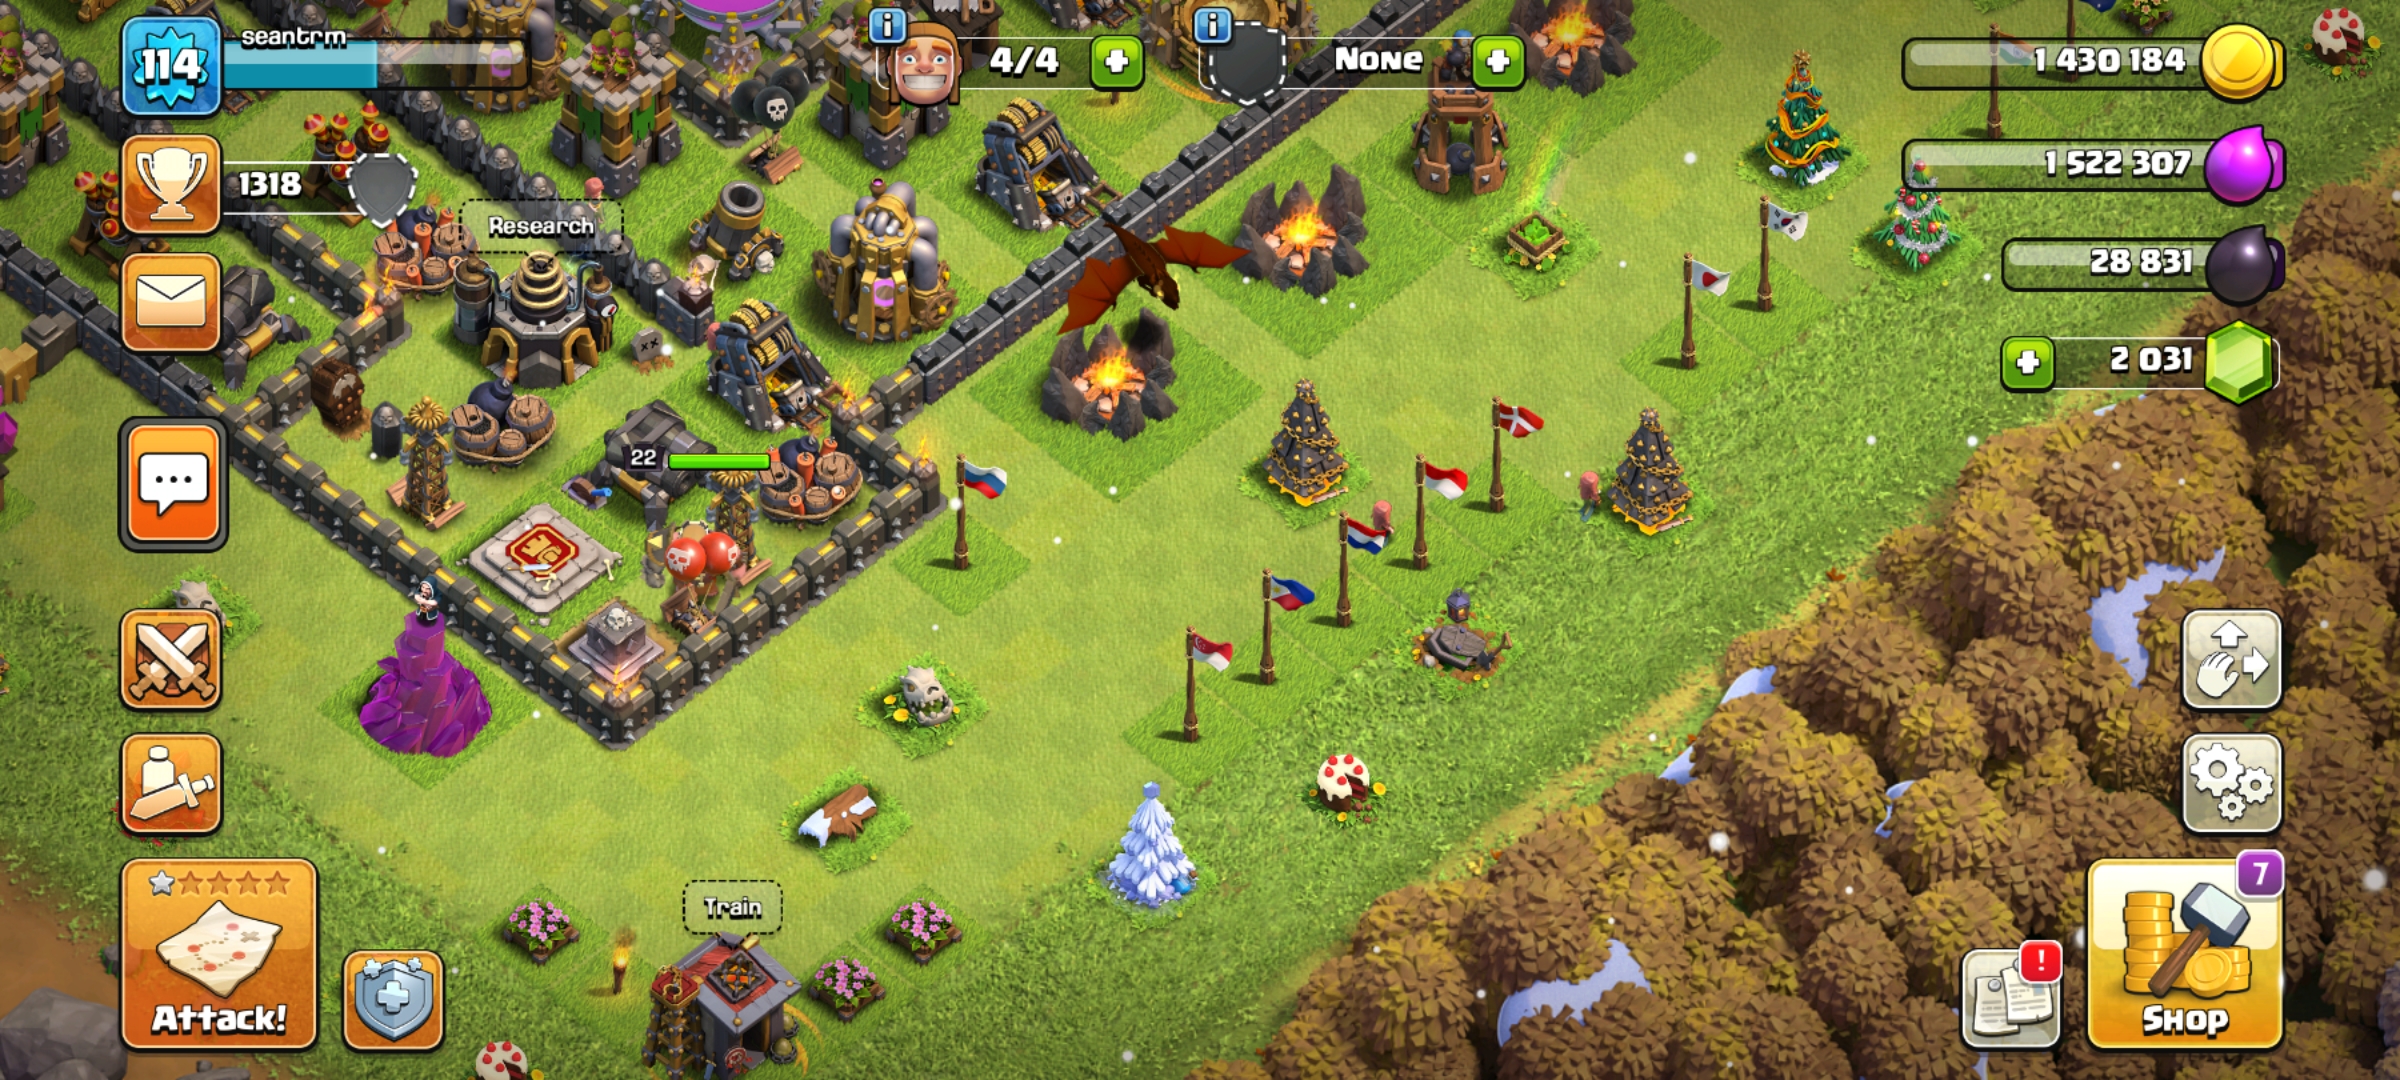 114
seantrm
4/4
None
1 430 184
1318
1 522 307
Research
28 831
2 031
22
7
Train
Attack!
!
Shop